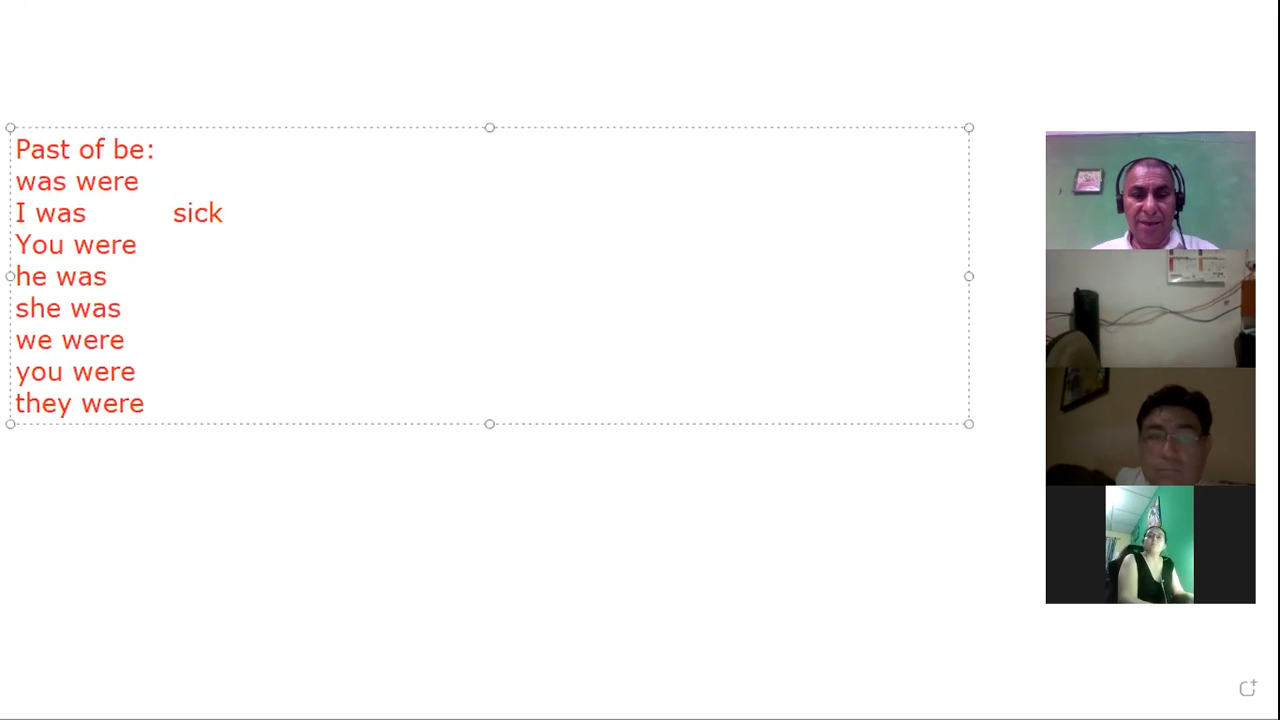 Past of be:
was were
I was sick
You were
he was
she was
we were
you were
they were